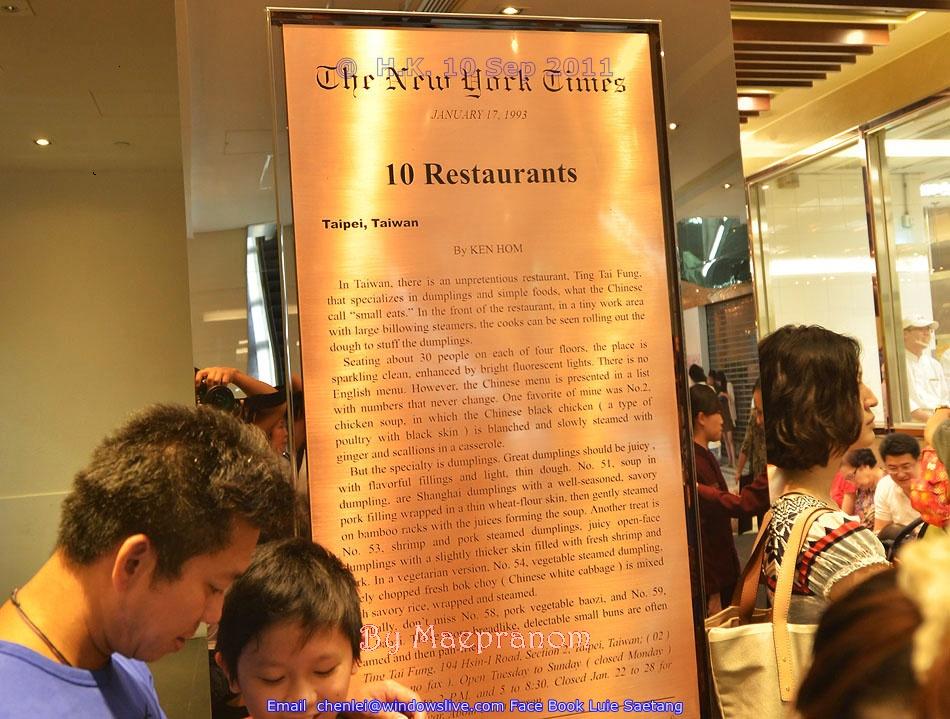 @ H.K. 10 Sep 2011
The New York Times
JANUARY 17, 1993
10 Restaurants
Taipei, Taiwan
By KEN HOM
In Taiwan, there is an unpretentious restaurant, Ting Tai Fung,
that specializes in dumplings and simple foods, what the Chinese
call “small eats.” In the front of the restaurant, in a tiny work area
with large billowing steamers, the cooks can be seen rolling out the
dough to stuff the dumplings.
Seating about 30 people on each of four floors, the place is
sparkling clean, enhanced by bright fluorescent lights. There is no
English menu. However, the Chinese menu is presented in a list
with numbers that never change. One favorite of mine was No.2,
chicken soup, in which the Chinese black chicken ( a type of
poultry with black skin ) is blanched and slowly steamed with
ginger and scallions in a casserole.
But the specialty is dumplings. Great dumplings should be juicy ,
with flavorful fillings and light, thin dough. No. 51, soup in
dumpling, are Shanghai dumplings with a well-seasoned, savory
pork filling wrapped in a thin wheat-flour skin, then gently steamed
on bamboo racks with the juices forming the soup. Another treat is
No. 53, shrimp and pork steamed dumplings, juicy open-face
dumplings with a slightly thicker skin filled with fresh shrimp and
rk. In a vegetarian version, No. 54, vegetable steamed dumpling,
ely chopped fresh bok choy ( Chinese white cabbage ) is mixed
h savory rice, wrapped and steamed.
ally, don't miss No. 58, pork vegetable baozi, and No. 59,
breadlike, delectable small buns are often
By Maepranom
amed and then pan
Ting Tai Fung, 194 Hsin-1 Road, Section 2, Taipei, Taiwan; ( 02 )
no fax ). Open Tuesday to Sunday ( closed Monday )
2 P.M. and 5 to 8:30. Closed Jan. 22 to 28 for
Email chenlei@windowslive.com Face Book Luie Saetang